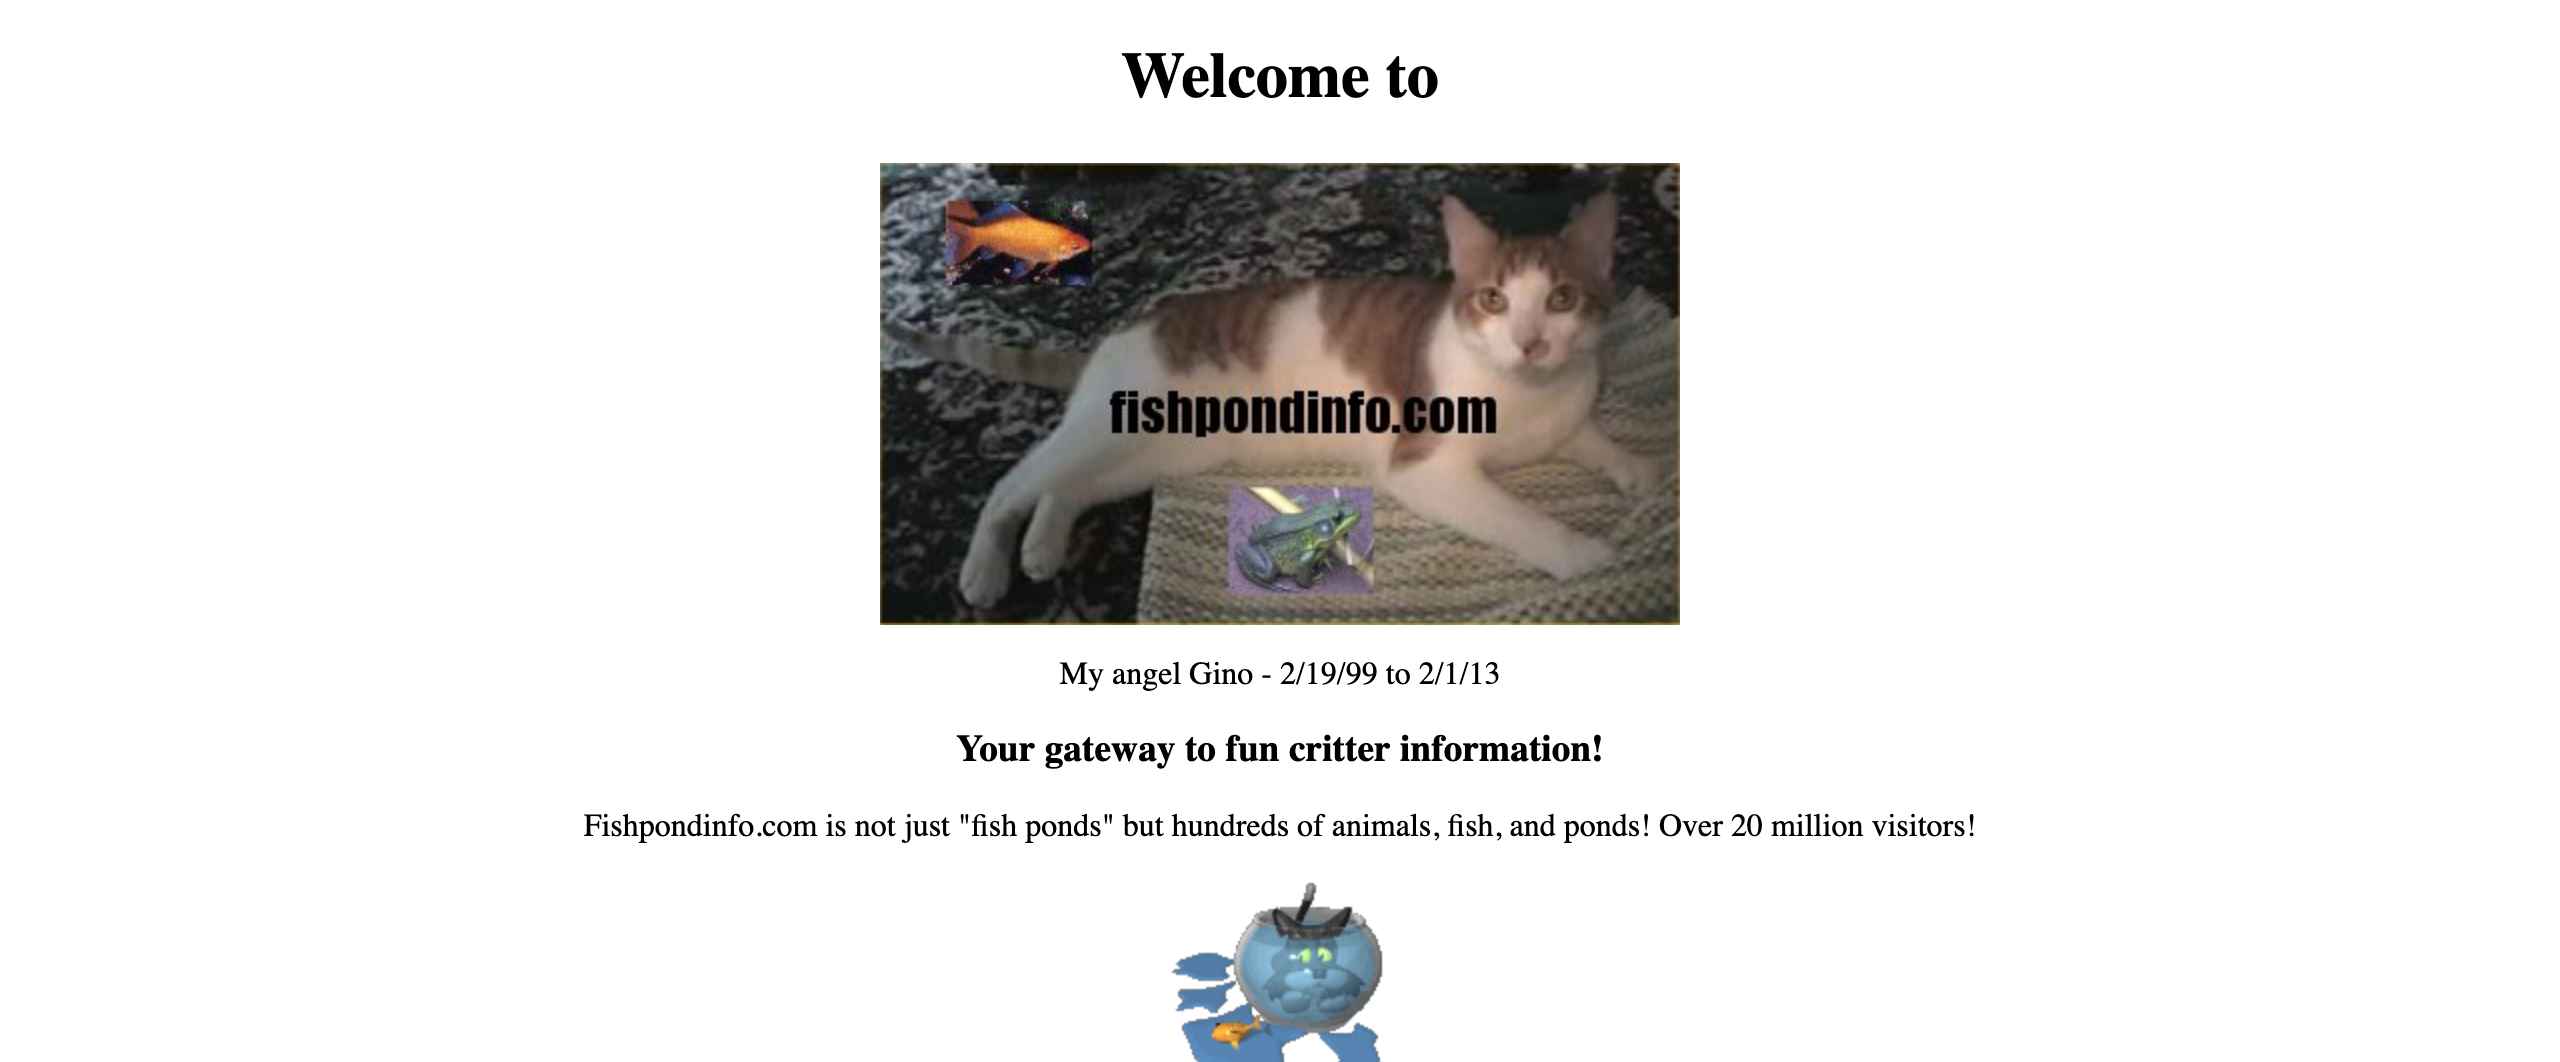 Welcome to
fishpondinfo.com
My angel Gino - 2/19/99 to 2/1/13
Your gateway to fun critter information!
Fishpondinfo.com is not just "fish ponds" but hundreds of animals, fish, and ponds! Over 20 million visitors!